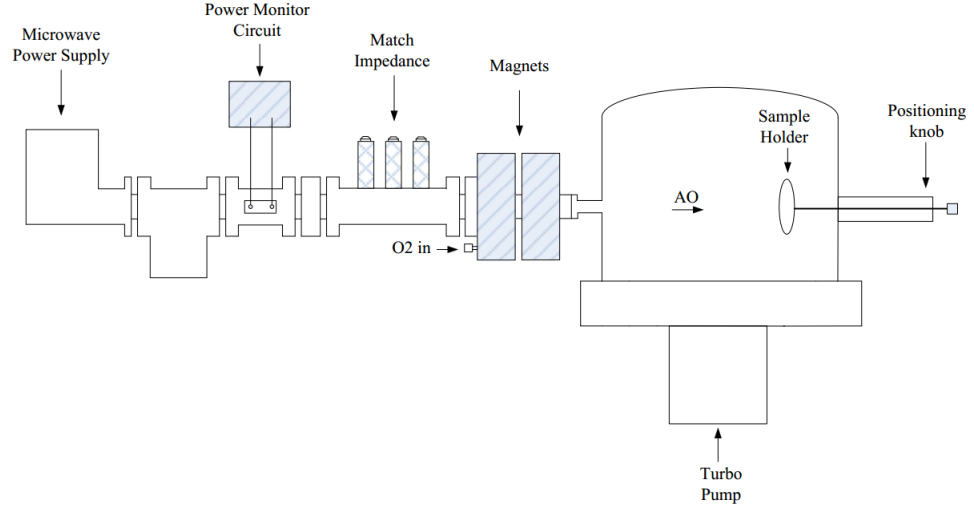 Microwave
Power Supply
Power Monitor
Circuit
Match
Impedance
Magnets
Sample
Holder
Positioning
knob
AO
O2 in
Turbo
Pump